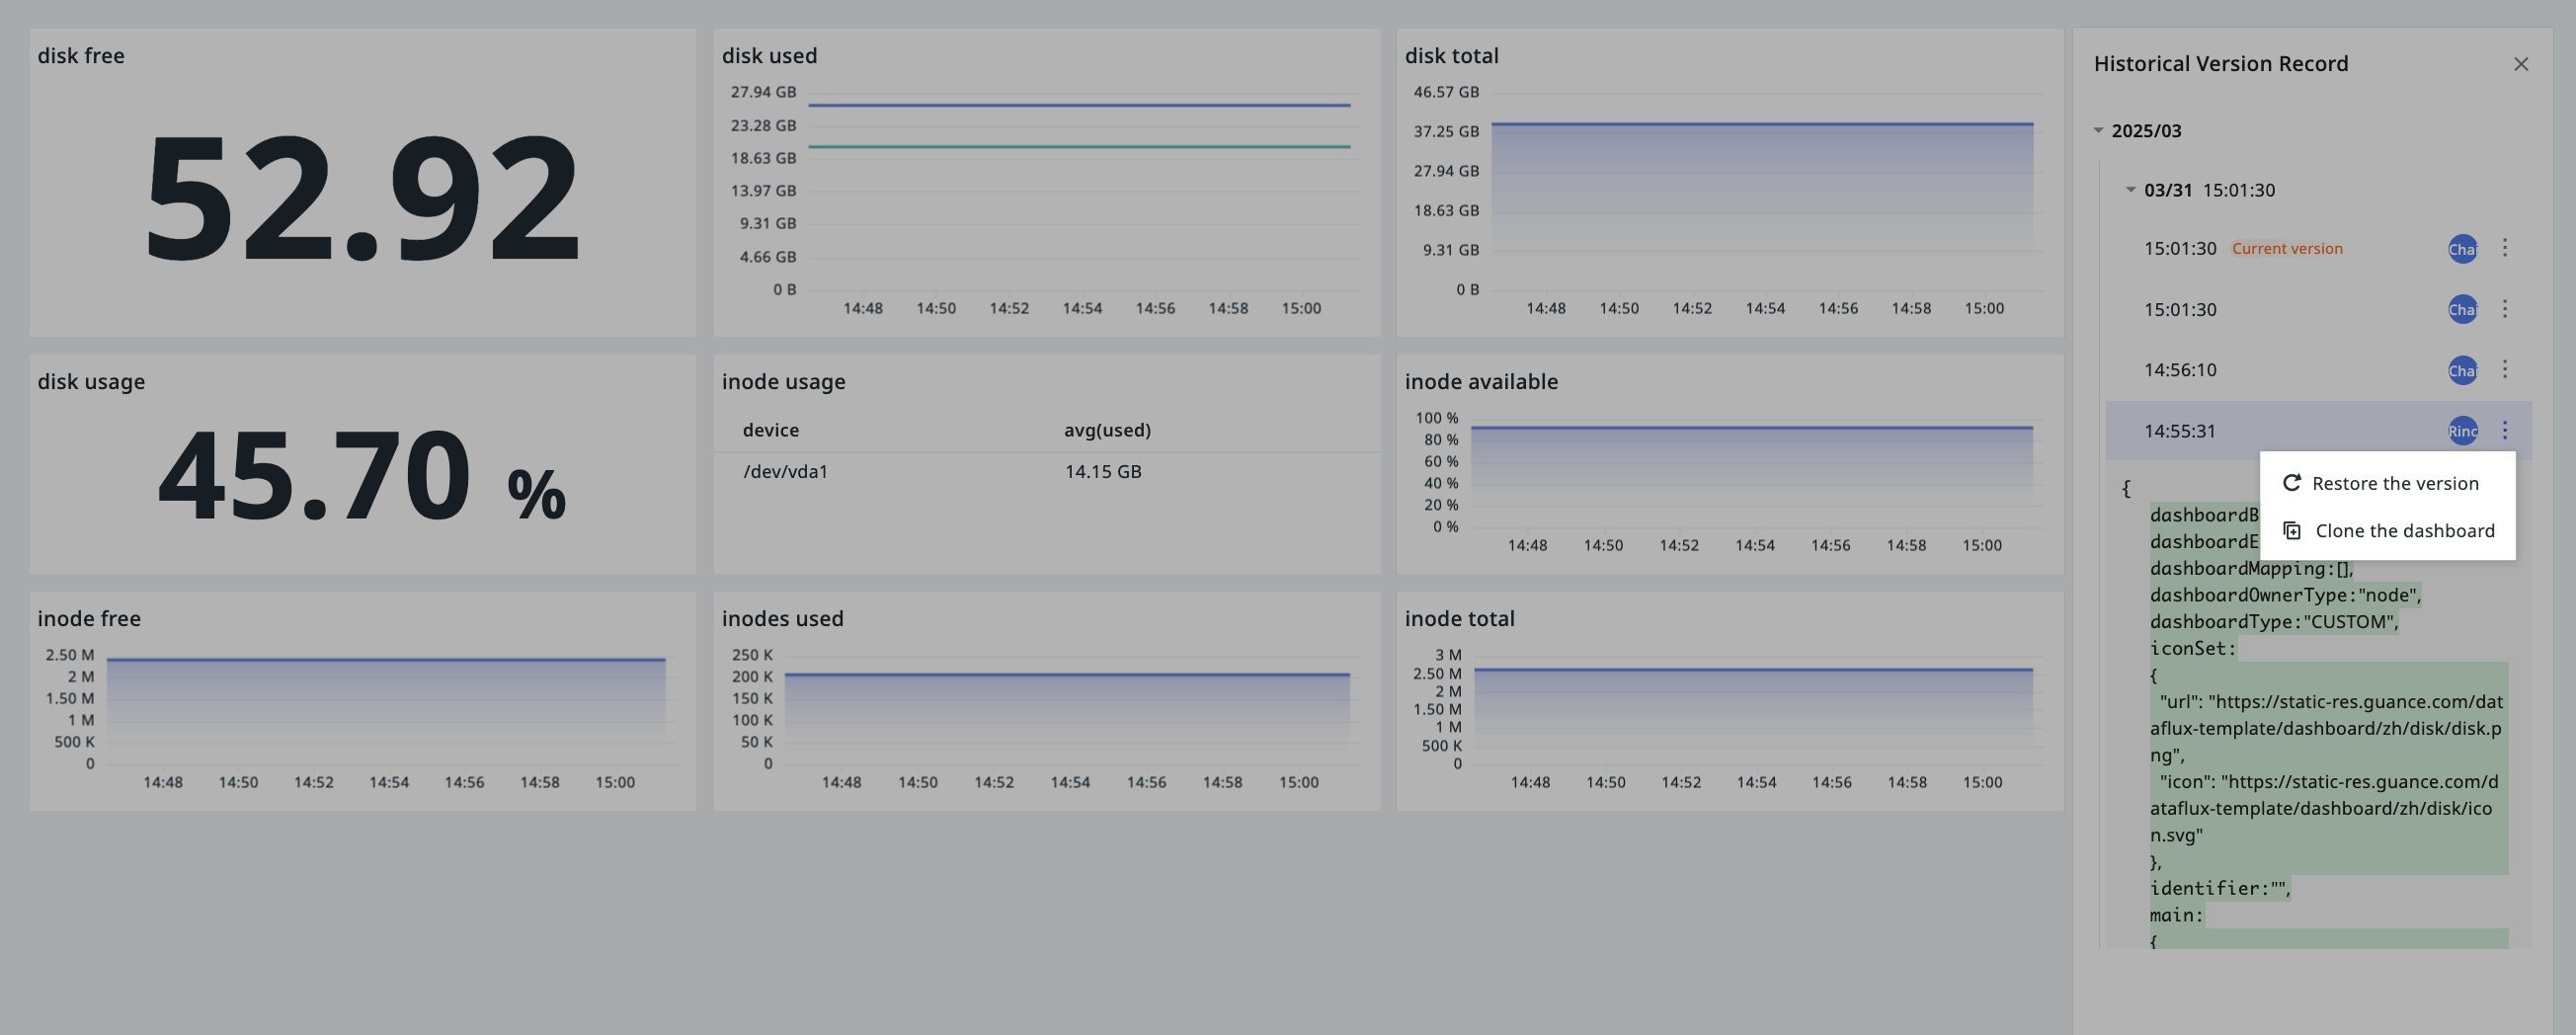 disk free
52.92
disk used
27.94 GB
23.28 GB
18.63 GB
13.97 GB
9.31 GB
4.66 GB
0 B
14:48 14:50 14:52 14:54 14:56 14:58 15:00
disk total
46.57 GB
37.25 GB
27.94 GB
18.63 GB
9.31 GB
0 B
14:48 14:50 14:52 14:54 14:56 14:58 15:00
disk usage
45.70 %
inode usage
device avg(used)
/dev/vda1 14.15 GB
inode available
100 %
80 %
60 %
40 %
20 %
0 %
14:48 14:50 14:52 14:54 14:56 14:58 15:00
inode free
2.50 M
2 M
1.50 M
1 M
500 K
0
14:48 14:50 14:52 14:54 14:56 14:58 15:00
inodes used
250 K
200 K
150 K
100 K
50 K
0
14:48 14:50 14:52 14:54 14:56 14:58 15:00
inode total
3 M
2.50 M
2 M
1.50 M
1 M
500 K
0
14:48 14:50 14:52 14:54 14:56 14:58 15:00
Historical Version Record
2025/03
03/31 15:01:30
15:01:30 Current version Cha
15:01:30 Cha
14:56:10 Cha
14:55:31 Rinc
Restore the version
Clone the dashboard
{
dashboardB
dashboardE
dashboardMapping:[],
dashboardOwnerType:"node",
dashboardType:"CUSTOM",
iconSet:
{
"url": "https://static-res.guance.com/dat
aflux-template/dashboard/zh/disk/disk.p
ng",
"icon": "https://static-res.guance.com/d
ataflux-template/dashboard/zh/disk/ico
n.svg"
},
identifier:"",
main:
{